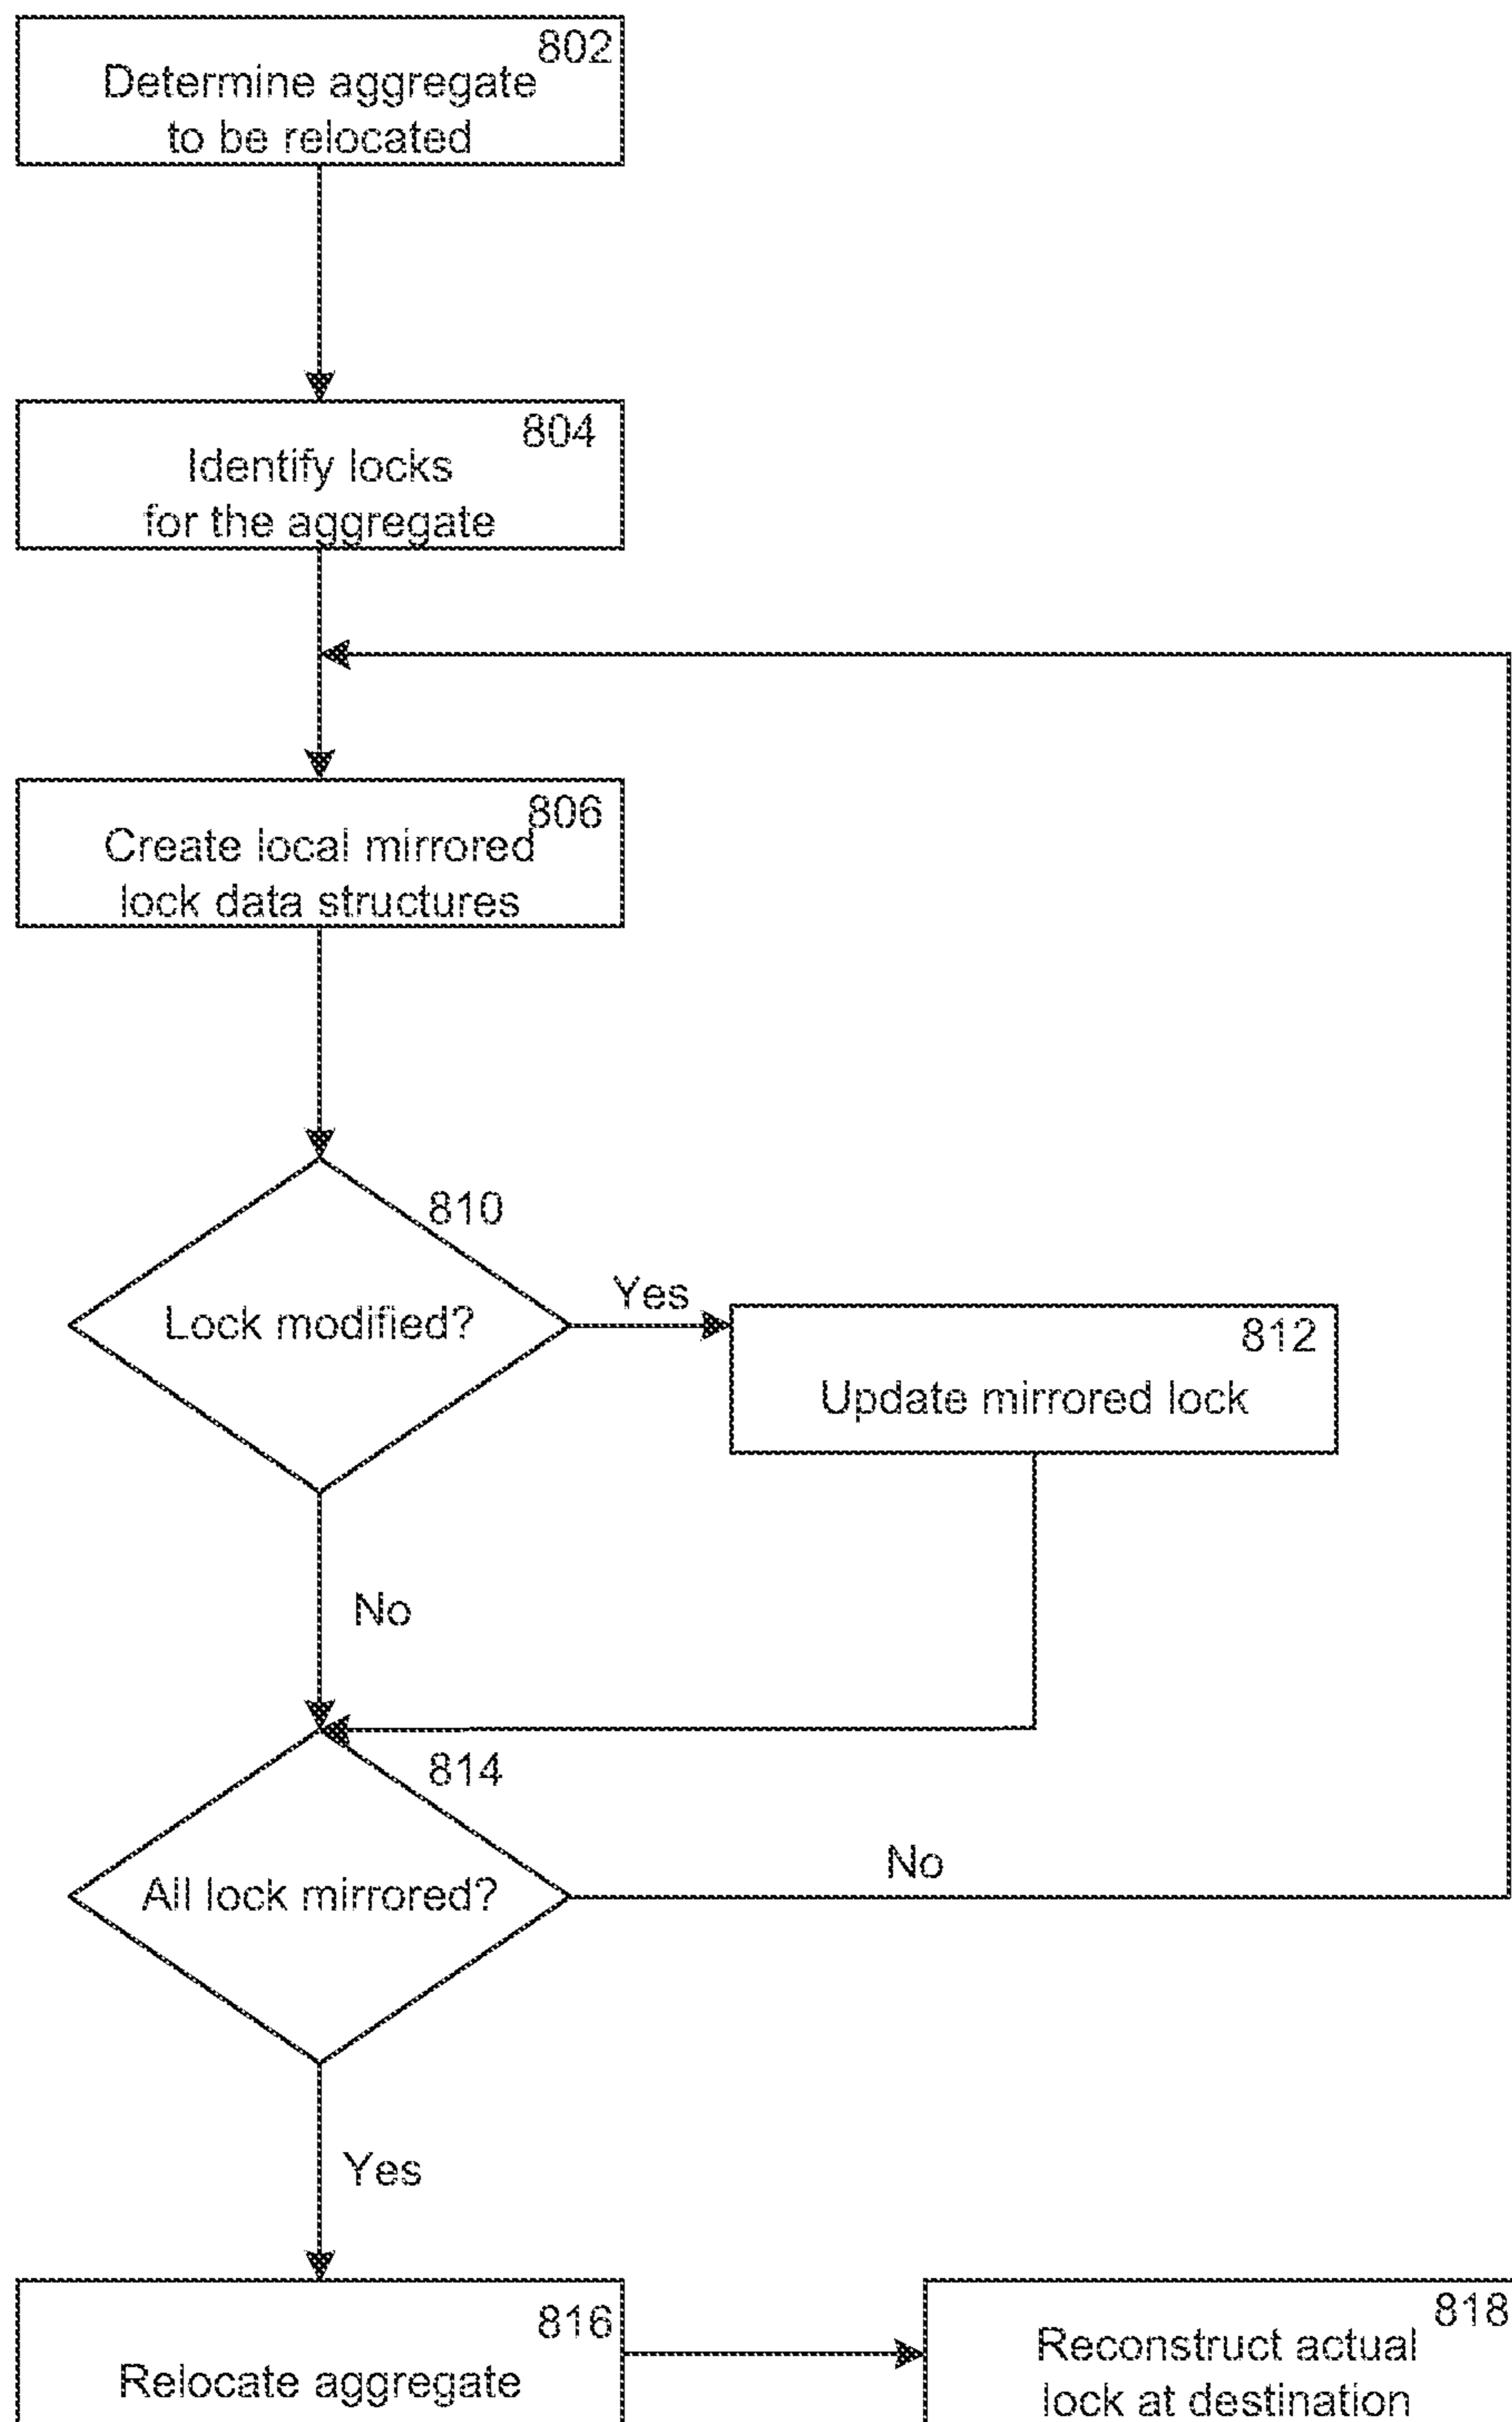 802
Determine aggregate
to be relocated
804
Identify locks
for the aggregate
806
Create local mirrored
lock data structures
810
Lock modified?
Yes
812
Update mirrored lock
No
814
All lock mirrored?
No
Yes
816
Relocate aggregate
818
Reconstruct actual
lock at destination